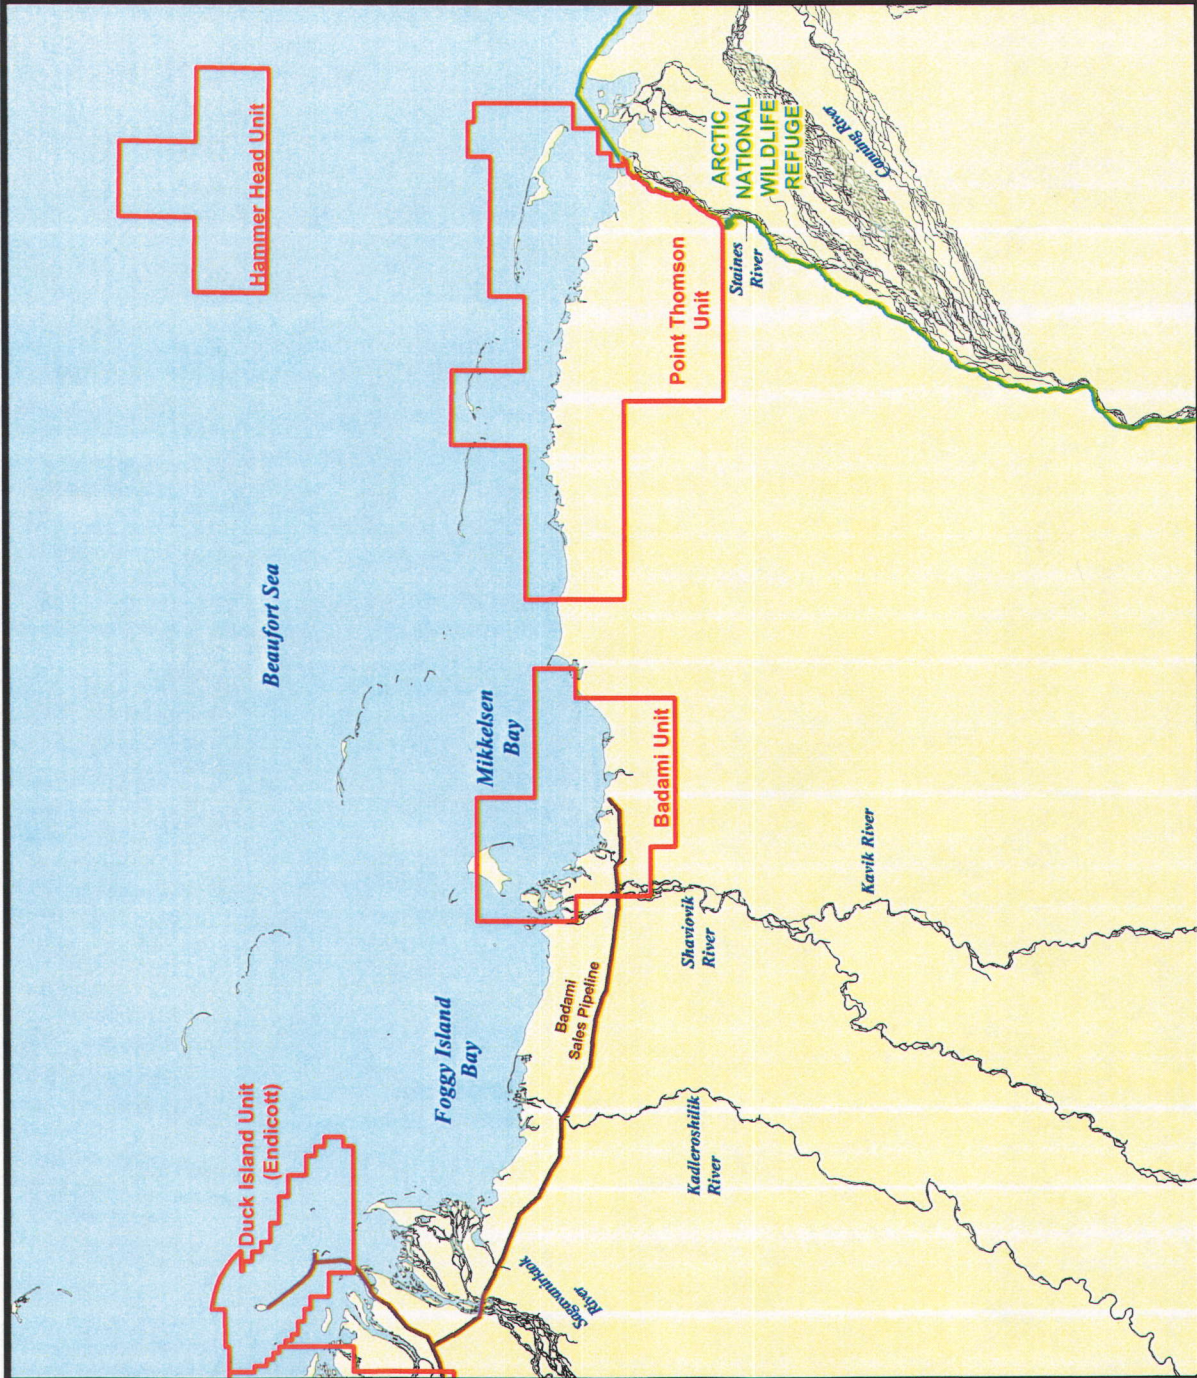 Hammer Head Unit
Beaufort Sea
ARCTIC
NATIONAL
WILDLIFE
REFUGE
Canning River
Staines
River
Point Thomson
Unit
Mikkelsen
Bay
Badami Unit
Kavik River
Shaviovik
River
Badami
Sales Pipeline
Foggy Island
Bay
Kadleroshilik
River
Duck Island Unit
(Endicott)
Sagavanirktok
River